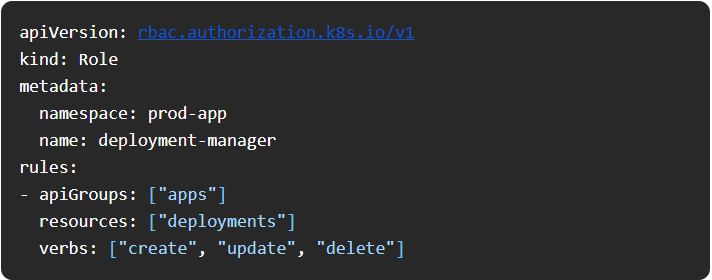 apiVersion: rbac.authorization.k8s.io/v1
kind: Role
metadata:
  namespace: prod-app
  name: deployment-manager
rules:
- apiGroups: ["apps"]
  resources: ["deployments"]
  verbs: ["create", "update", "delete"]